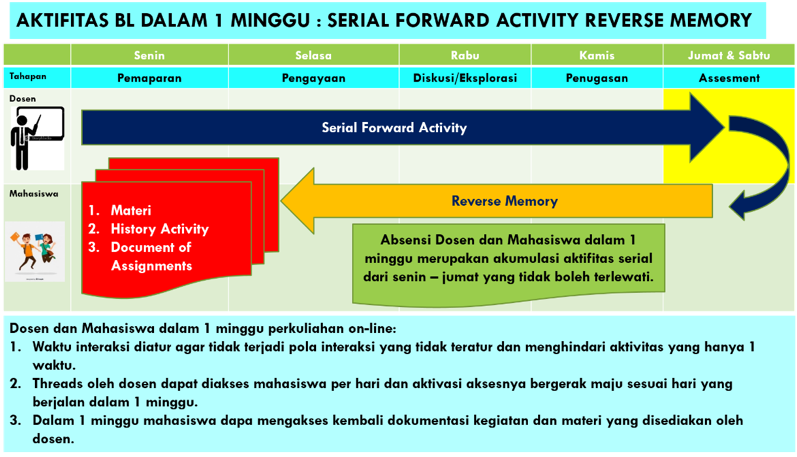 AKTIFITAS BL DALAM 1 MINGGU : SERIAL FORWARD ACTIVITY REVERSE MEMORY
Senin Selasa Rabu Kamis Jumat & Sabtu
Tahapan Pemaparan Pengayaan Diskusi/Eksplorasi Penugasan Assesment
Dosen
Serial Forward Activity
Mahasiswa
1. Materi
2. History Activity
3. Document of
Assignments
Reverse Memory
Absensi Dosen dan Mahasiswa dalam 1
minggu merupakan akumulasi aktifitas serial
dari senin – jumat yang tidak boleh terlewati.
Dosen dan Mahasiswa dalam 1 minggu perkuliahan on-line:
1. Waktu interaksi diatur agar tidak terjadi pola interaksi yang tidak teratur dan menghindari aktivitas yang hanya 1
waktu.
2. Threads oleh dosen dapat diakses mahasiswa per hari dan aktivasi aksesnya bergerak maju sesuai hari yang
berjalan dalam 1 minggu.
3. Dalam 1 minggu mahasiswa dapa mengakses kembali dokumentasi kegiatan dan materi yang disediakan oleh
dosen.